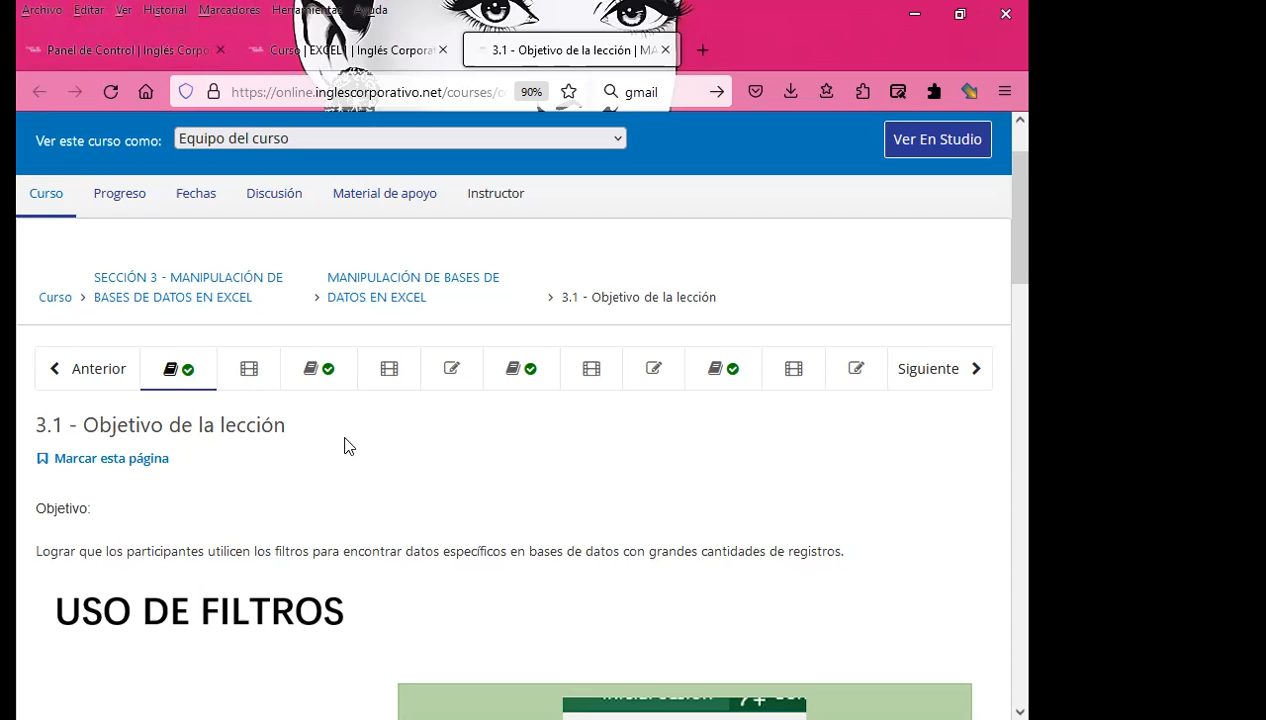 Archivo Editar Ver Historial Marcadores Herramientas Ayuda
Panel de Control | Inglés Corpo
Curso | EXCEL | Inglés Corporat
3.1 - Objetivo de la lección | MA
https://online.inglescorporativo.net/courses/c
90%
gmail
Ver este curso como:
Equipo del curso
Ver En Studio
Curso
Progreso
Fechas
Discusión
Material de apoyo
Instructor
Curso > SECCIÓN 3 - MANIPULACIÓN DE
BASES DE DATOS EN EXCEL
> MANIPULACIÓN DE BASES DE
DATOS EN EXCEL
> 3.1 - Objetivo de la lección
Anterior
Siguiente
3.1 - Objetivo de la lección
Marcar esta página
Objetivo:
Lograr que los participantes utilicen los filtros para encontrar datos específicos en bases de datos con grandes cantidades de registros.
USO DE FILTROS